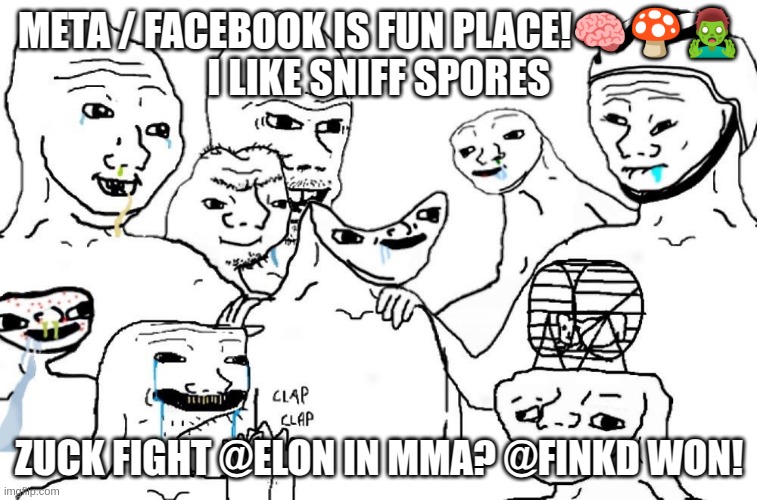 META / FACEBOOK IS FUN PLACE!🧠🍄🧟‍♂️
I LIKE SNIFF SPORES
CLAP
CLAP
ZUCK FIGHT @ELON IN MMA? @FINKD WON!
imgflip.com